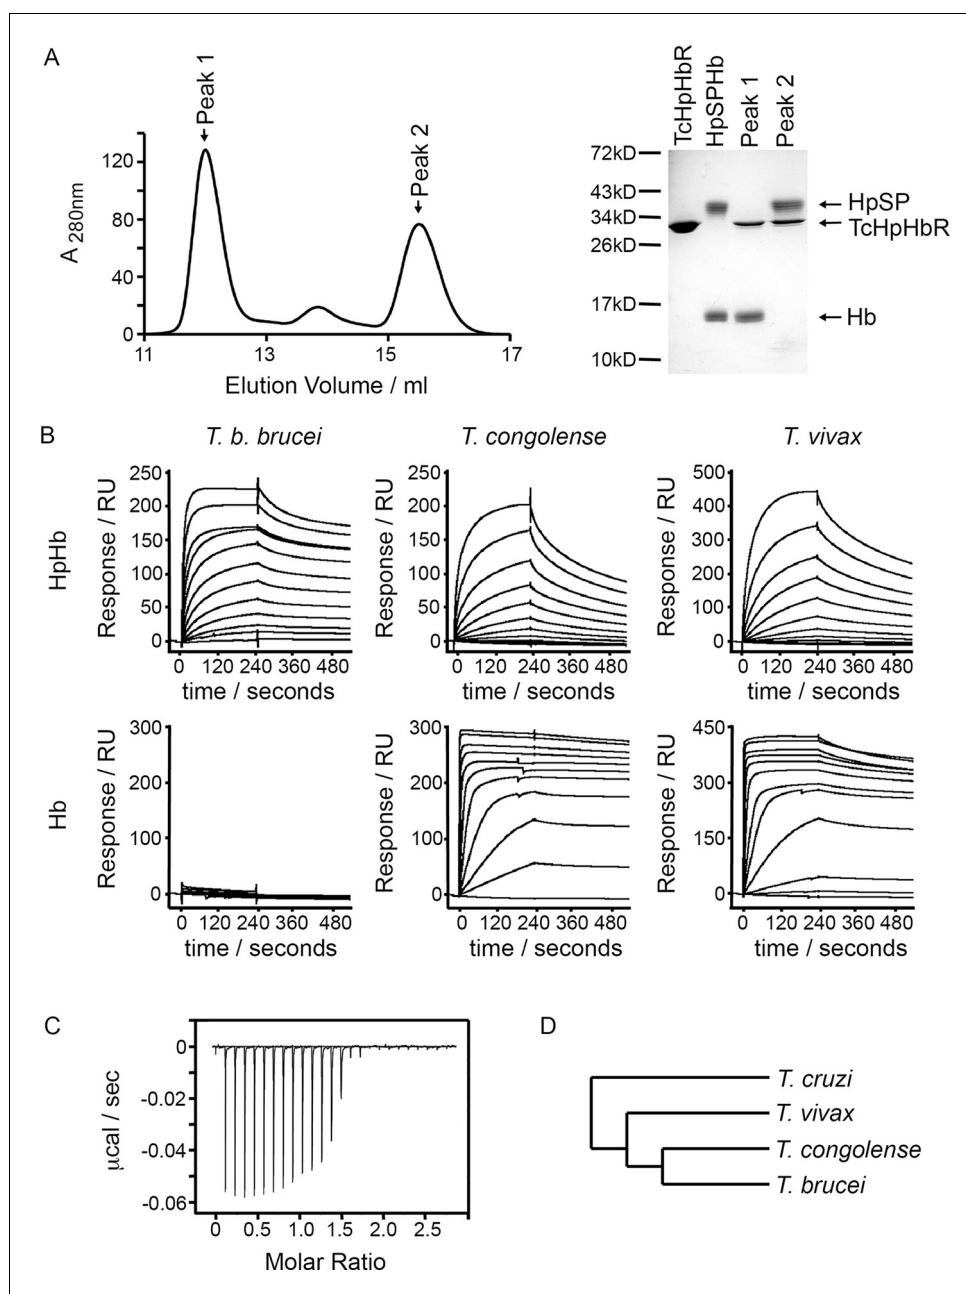 A
Peak 1
Peak 2
120
80
40
0
A 280nm
11
13
15
17
Elution Volume / ml
TcHpHbR
HpSPHb
Peak 1
Peak 2
72kD
43kD
34kD
26kD
17kD
10kD
HpSP
TcHpHbR
Hb
B
T. b. brucei
T. congolense
T. vivax
HpHb
Response / RU
250
200
150
100
50
0
0 120 240 360 480
time / seconds
Response / RU
250
200
150
100
50
0
0 120 240 360 480
time / seconds
Response / RU
500
400
300
200
100
0
0 120 240 360 480
time / seconds
Hb
Response / RU
300
200
100
0
0 120 240 360 480
time / seconds
Response / RU
300
200
100
0
0 120 240 360 480
time / seconds
Response / RU
450
300
150
0
0 120 240 360 480
time / seconds
C
µcal / sec
0
-0.02
-0.04
-0.06
0 0.5 1.0 1.5 2.0 2.5
Molar Ratio
D
T. cruzi
T. vivax
T. congolense
T. brucei